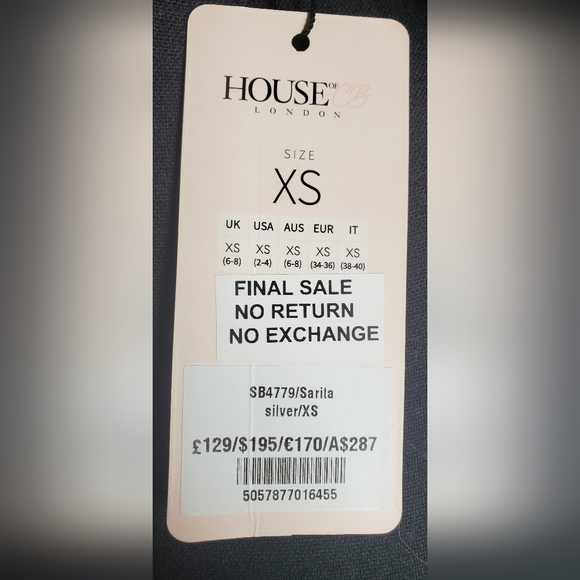 HOUSE OF CB
LONDON
SIZE
XS
UK USA AUS EUR IT
XS XS XS XS XS
(6-8) (2-4) (6-8) (34-36) (38-40)
FINAL SALE
NO RETURN
NO EXCHANGE
SB4779/Sarita
silver/XS
£129/$195/€170/A$287
5057877016455